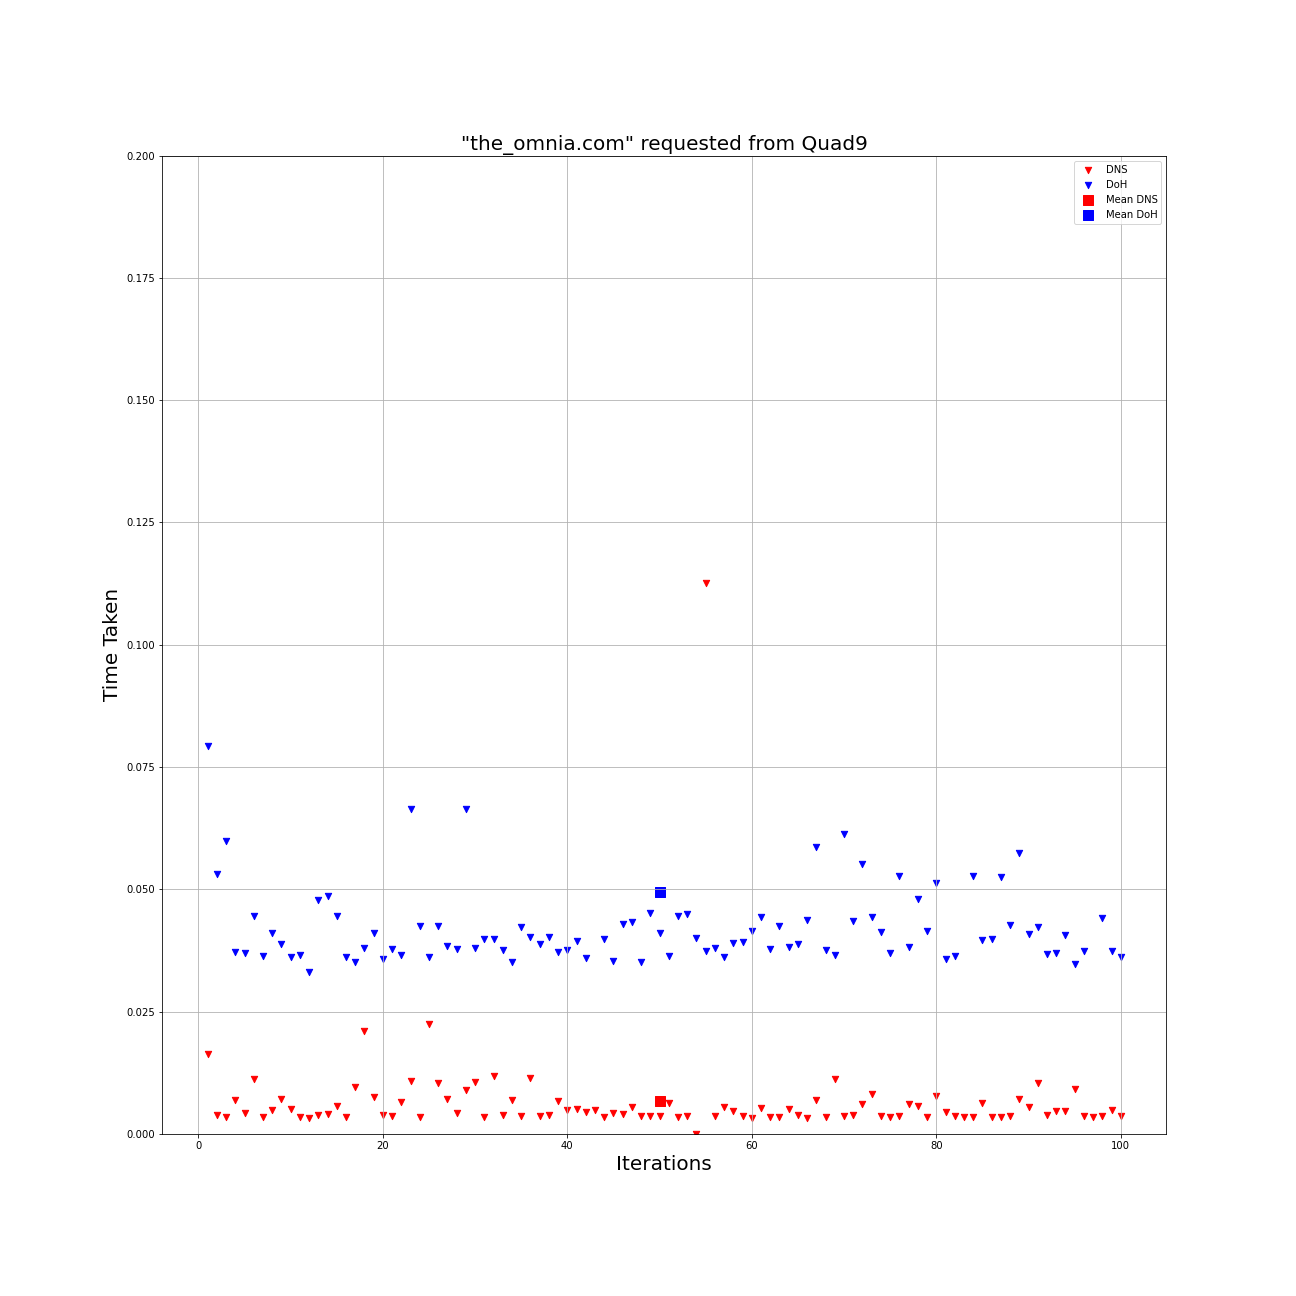 "the_omnia.com" requested from Quad9
DNS
DoH
Mean DNS
Mean DoH
Time Taken
0.200
0.175
0.150
0.125
0.100
0.075
0.050
0.025
0.000
0 20 40 60 80 100
Iterations